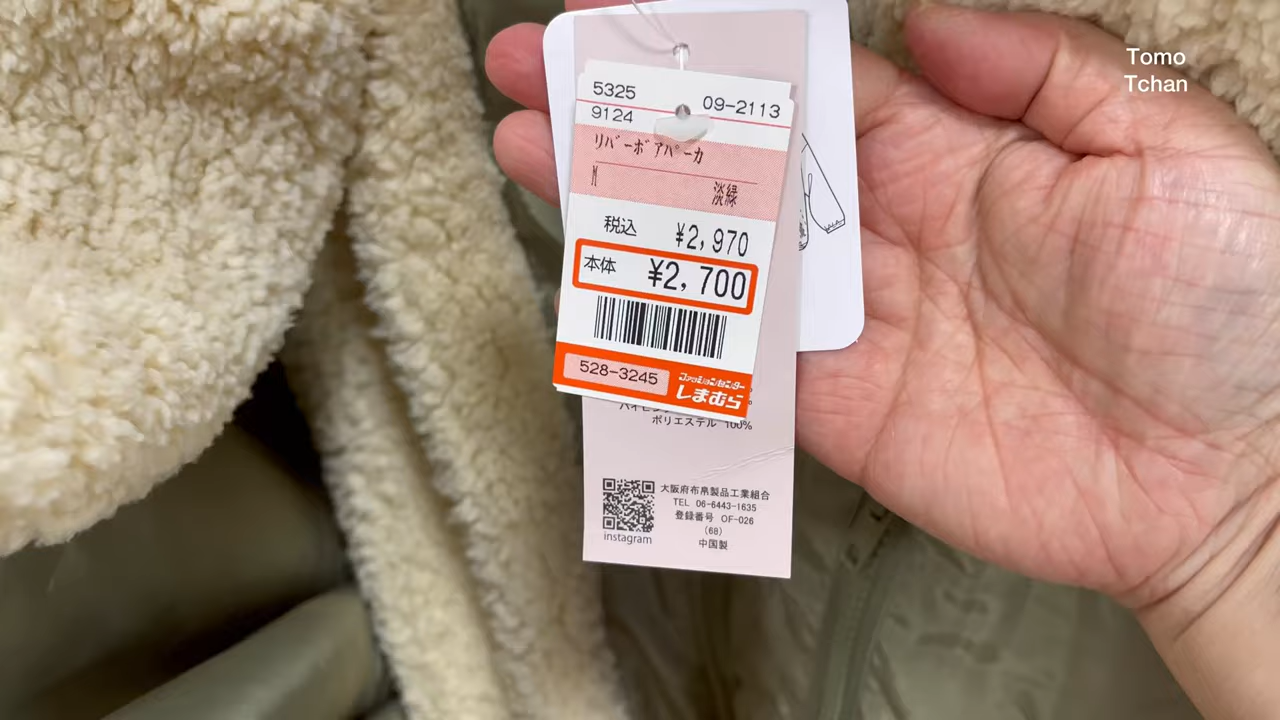 Tomo
Tchan
5325
09-2113
9124
リバーボアパーカ
M
淡緑
税込 ¥2,970
本体 ¥2,700
528-3245
ファッションセンター
しまむら
ポリエステル 100%
大阪府布帛製品工業組合
TEL 06-6443-1635
登録番号 OF-026
(68)
中国製
instagram